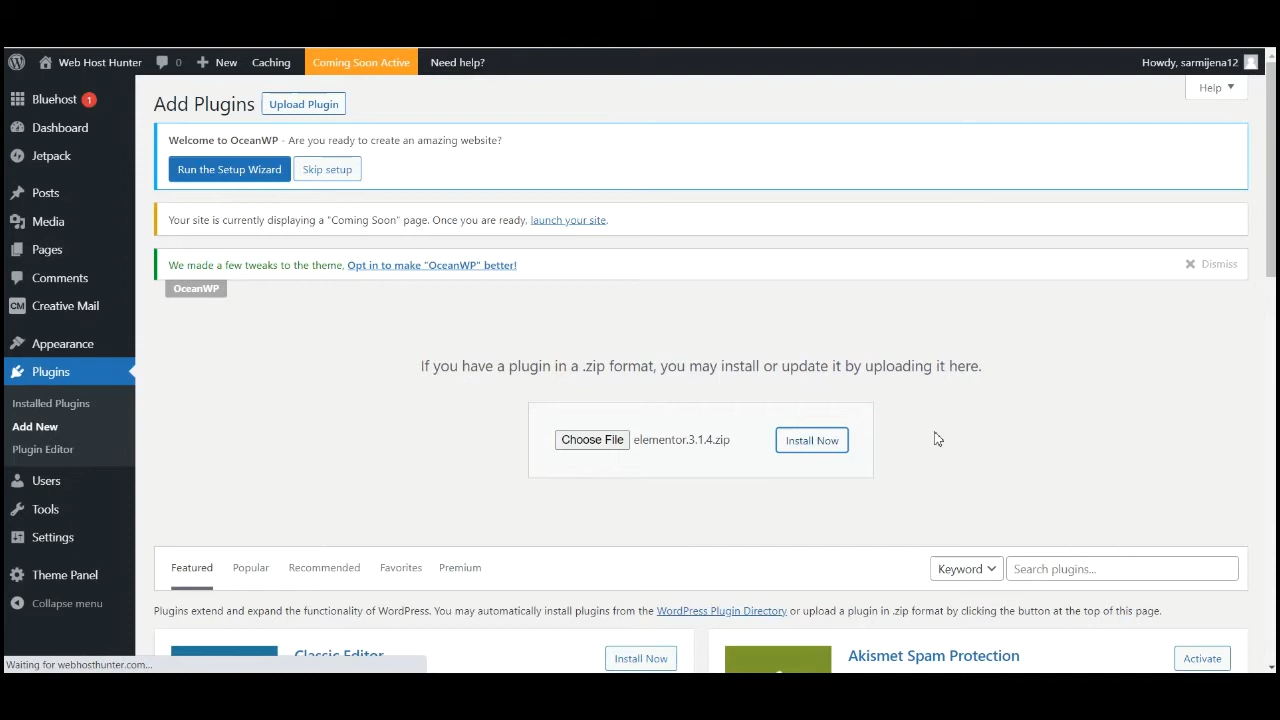 Web Host Hunter 0 New Caching Coming Soon Active Need help? Howdy, sarmijena12
Help
Bluehost 1
Dashboard
Jetpack
Posts
Media
Pages
Comments
CM Creative Mail
Appearance
Plugins
Installed Plugins
Add New
Plugin Editor
Users
Tools
Settings
Theme Panel
Collapse menu
Add Plugins Upload Plugin
Welcome to OceanWP - Are you ready to create an amazing website?
Run the Setup Wizard Skip setup
Your site is currently displaying a "Coming Soon" page. Once you are ready, launch your site.
We made a few tweaks to the theme, Opt in to make "OceanWP" better! Dismiss
OceanWP
If you have a plugin in a .zip format, you may install or update it by uploading it here.
Choose File elementor.3.1.4.zip Install Now
Featured Popular Recommended Favorites Premium Keyword Search plugins...
Plugins extend and expand the functionality of WordPress. You may automatically install plugins from the WordPress Plugin Directory or upload a plugin in .zip format by clicking the button at the top of this page.
Classic Editor Install Now Akismet Spam Protection Activate
Waiting for webhosthunter.com...